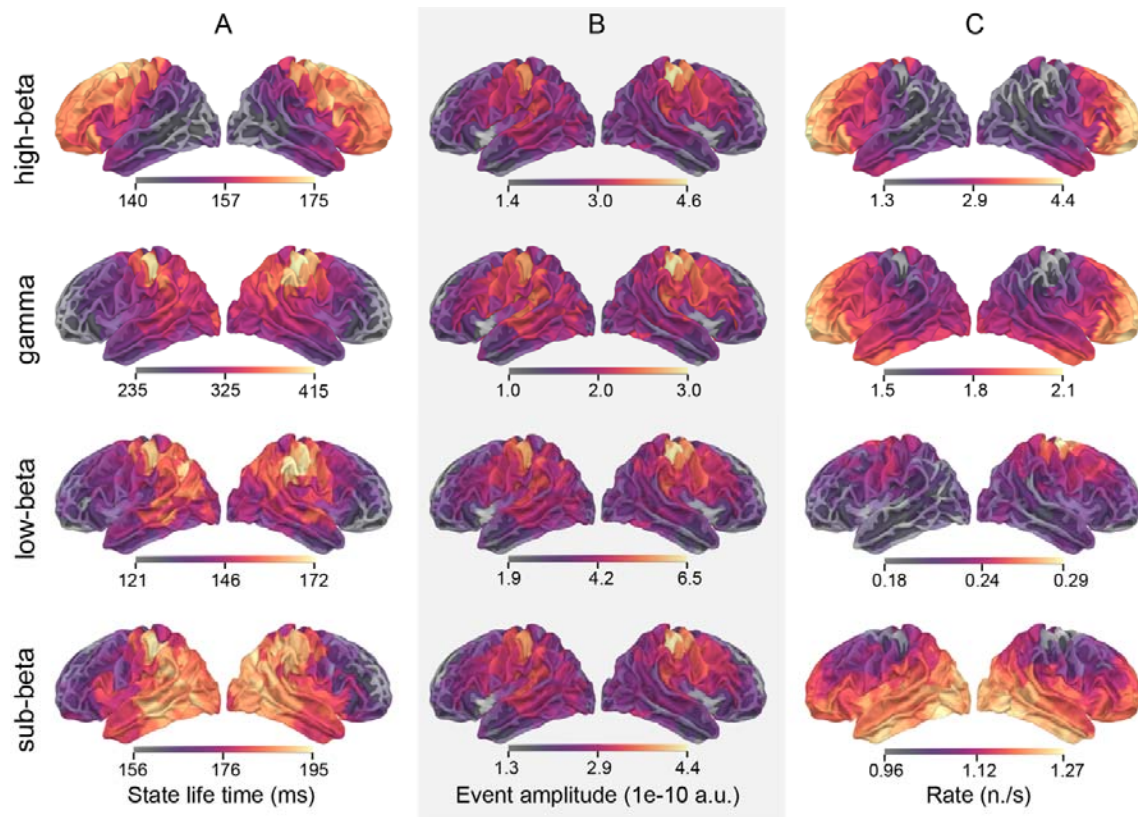 A B C
high-beta
140 157 175 1.4 3.0 4.6 1.3 2.9 4.4
gamma
235 325 415 1.0 2.0 3.0 1.5 1.8 2.1
low-beta
121 146 172 1.9 4.2 6.5 0.18 0.24 0.29
sub-beta
156 176 195 1.3 2.9 4.4 0.96 1.12 1.27
State life time (ms) Event amplitude (1e-10 a.u.) Rate (n./s)